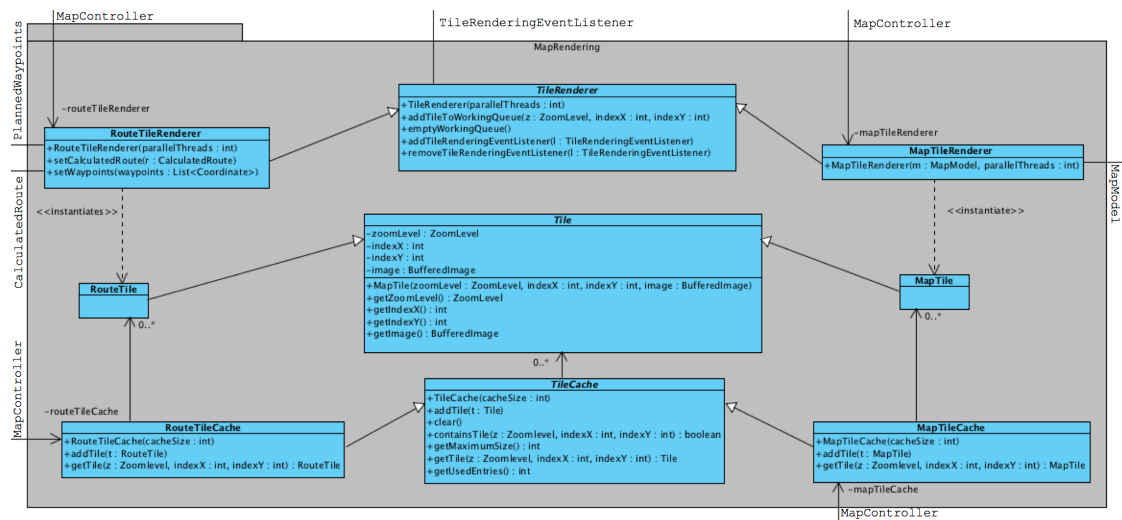 MapController
TileRenderingEventListener
MapController
MapRendering
PlannedWaypoints
-routeTileRenderer
TileRenderer
+TileRenderer(parallelThreads : int)
+addTileToWorkingQueue(z : ZoomLevel, indexX : int, indexY : int)
+emptyWorkingQueue()
+addTileRenderingEventListener(l : TileRenderingEventListener)
+removeTileRenderingEventListener(l : TileRenderingEventListener)
RouteTileRenderer
+RouteTileRenderer(parallelThreads : int)
+setCalculatedRoute(r : CalculatedRoute)
+setWaypoints(waypoints : List<Coordinate>)
-mapTileRenderer
MapTileRenderer
+MapTileRenderer(m : MapModel, parallelThreads : int)
MapModel
CalculatedRoute
<<instantiates>>
<<instantiate>>
Tile
-zoomLevel : ZoomLevel
-indexX : int
-indexY : int
-image : BufferedImage
+MapTile(zoomLevel : ZoomLevel, indexX : int, indexY : int, image : BufferedImage)
+getZoomLevel() : ZoomLevel
+getIndexX() : int
+getIndexY() : int
+getImage() : BufferedImage
RouteTile
MapTile
0..*
0..*
0..*
MapController
-routeTileCache
TileCache
+TileCache(cacheSize : int)
+addTile(t : Tile)
+clear()
+containsTile(z : Zoomlevel, indexX : int, indexY : int) : boolean
+getMaximumSize() : int
+getTile(z : Zoomlevel, indexX : int, indexY : int) : Tile
+getUsedEntries() : int
RouteTileCache
+RouteTileCache(cacheSize : int)
+addTile(t : RouteTile)
+getTile(z : Zoomlevel, indexX : int, indexY : int) : RouteTile
MapTileCache
+MapTileCache(cacheSize : int)
+addTile(t : MapTile)
+getTile(z : Zoomlevel, indexX : int, indexY : int) : MapTile
-mapTileCache
MapController